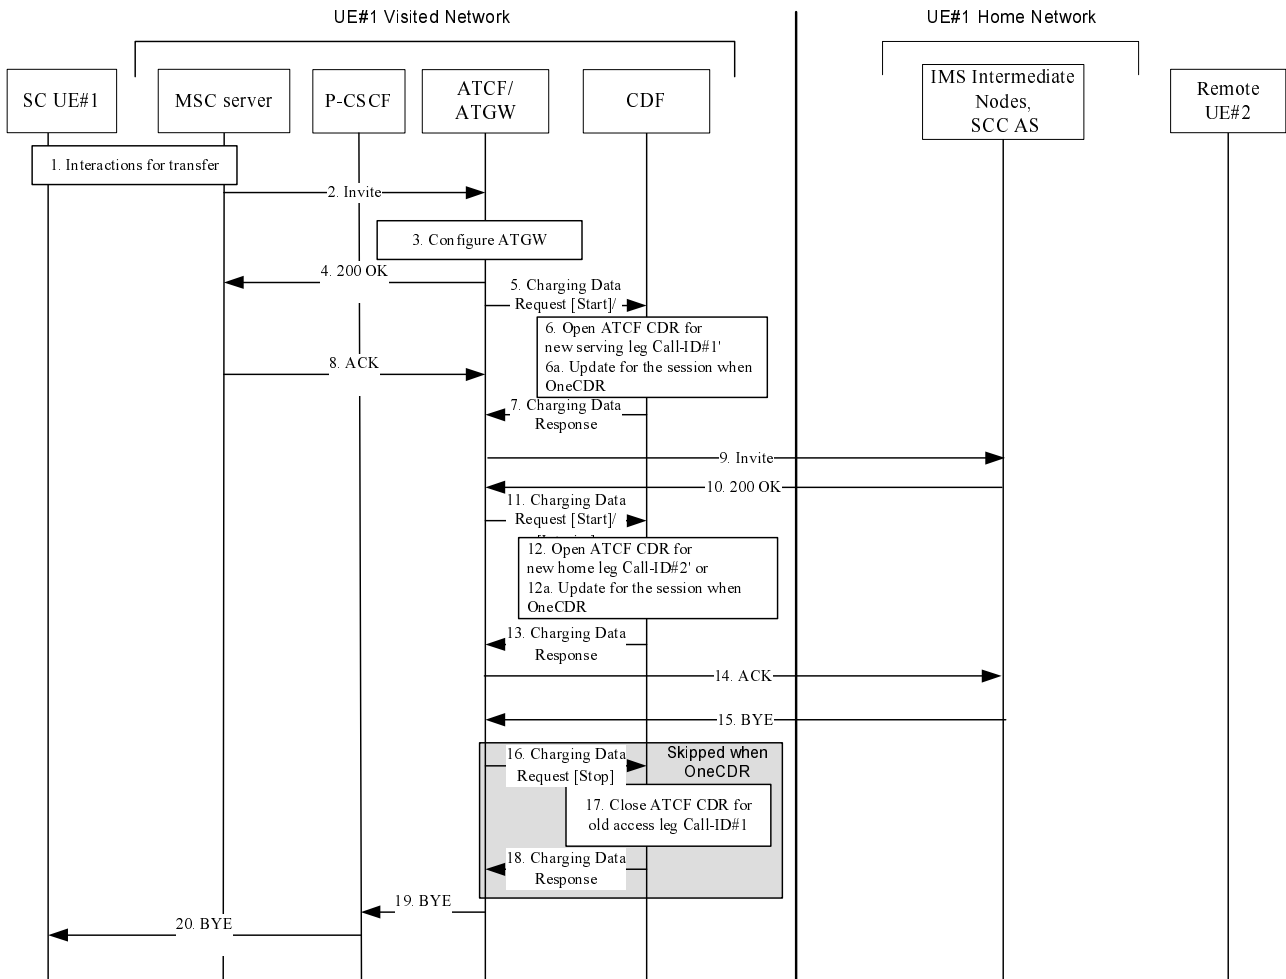 UE#1 Visited Network
UE#1 Home Network
SC UE#1
MSC server
P-CSCF
ATCF/
ATGW
CDF
IMS Intermediate
Nodes,
SCC AS
Remote
UE#2
1. Interactions for transfer
2. Invite
3. Configure ATGW
4. 200 OK
5. Charging Data
Request [Start]/
6. Open ATCF CDR for
new serving leg Call-ID#1'
6a. Update for the session when
OneCDR
8. ACK
7. Charging Data
Response
9. Invite
10. 200 OK
11. Charging Data
Request [Start]/
12. Open ATCF CDR for
new home leg Call-ID#2' or
12a. Update for the session when
OneCDR
13. Charging Data
Response
14. ACK
15. BYE
16. Charging Data
Request [Stop]
Skipped when
OneCDR
17. Close ATCF CDR for
old access leg Call-ID#1
18. Charging Data
Response
19. BYE
20. BYE